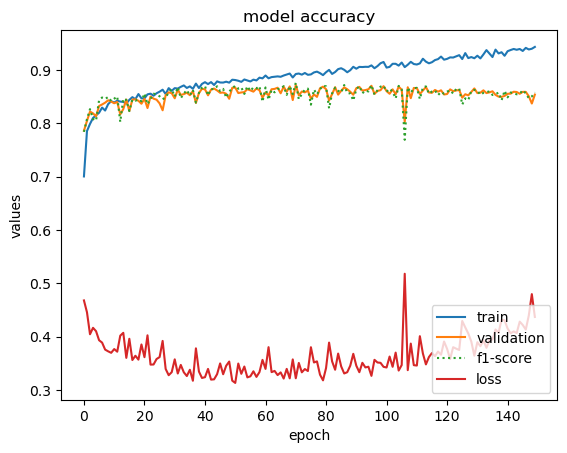 model accuracy
values
0.9
0.8
0.7
0.6
0.5
0.4
0.3
0 20 40 60 80 100 120 140
epoch
train
validation
f1-score
loss